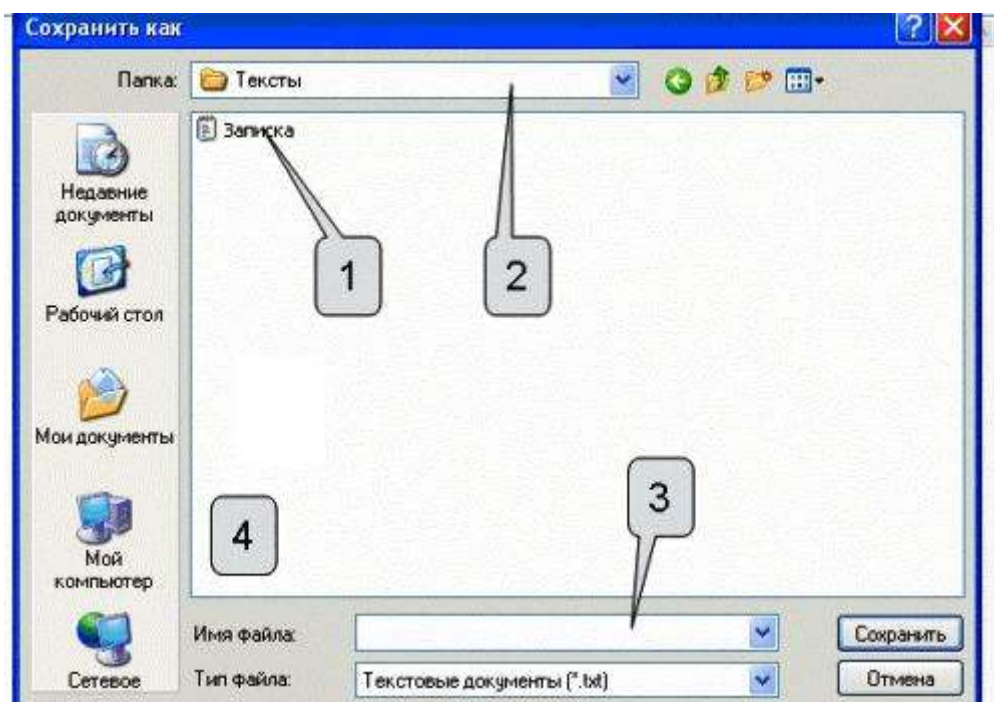 Сохранить как
Папка:
Тексты
Записка
Недавние
документы
Рабочий стол
Мои документы
Мой
компьютер
Сетевое
1
2
3
4
Имя файла:
Сохранить
Тип файла:
Текстовые документы (*.txt)
Отмена